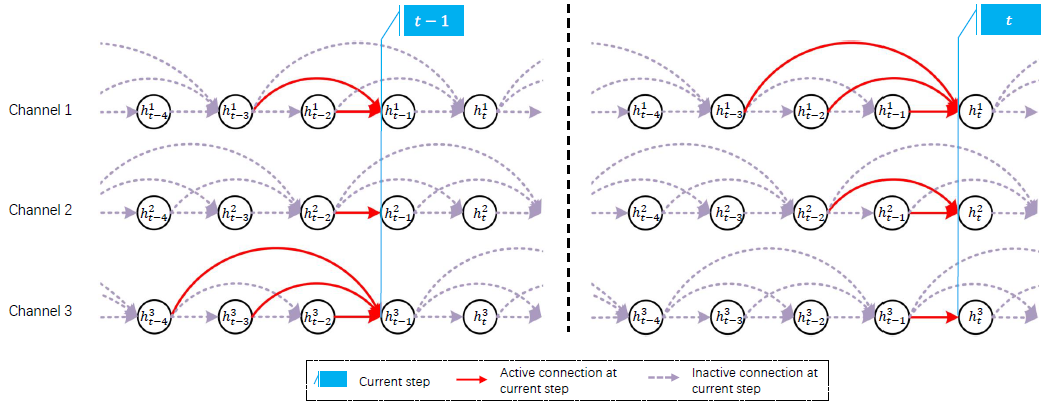 t − 1
t
Channel 1
h¹ₜ₋₄ h¹ₜ₋₃ h¹ₜ₋₂ h¹ₜ₋₁ h¹ₜ h¹ₜ₋₄ h¹ₜ₋₃ h¹ₜ₋₂ h¹ₜ₋₁ h¹ₜ
Channel 2
h²ₜ₋₄ h²ₜ₋₃ h²ₜ₋₂ h²ₜ₋₁ h²ₜ h²ₜ₋₄ h²ₜ₋₃ h²ₜ₋₂ h²ₜ₋₁ h²ₜ
Channel 3
h³ₜ₋₄ h³ₜ₋₃ h³ₜ₋₂ h³ₜ₋₁ h³ₜ h³ₜ₋₄ h³ₜ₋₃ h³ₜ₋₂ h³ₜ₋₁ h³ₜ
Current step
Active connection at
current step
Inactive connection at
current step